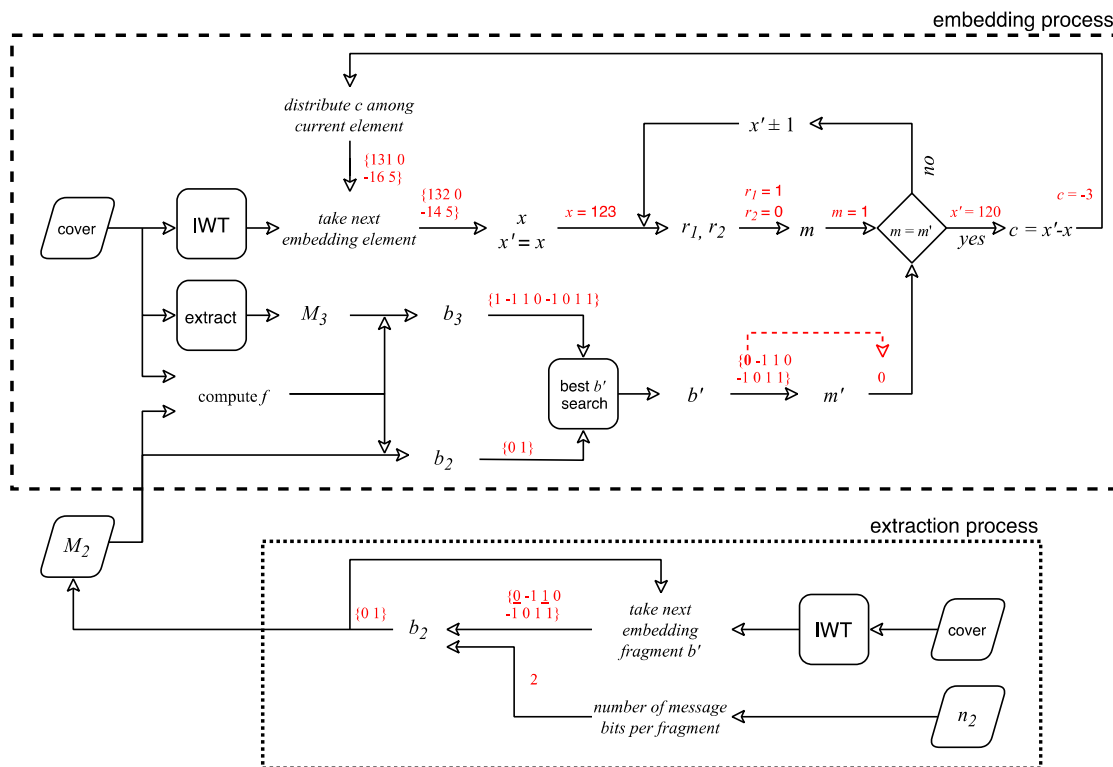 embedding process
distribute c among
current element
{131 0
-16 5}
x' ± 1
no
cover
IWT
take next
embedding element
{132 0
-14 5}
x
x' = x
x = 123
r1, r2
r1 = 1
r2 = 0
m
m = 1
m = m'
x' = 120
yes
c = x'-x
c = -3
extract
M3
b3
{1 -1 1 0 -1 0 1 1}
compute f
best b'
search
b'
{0 -1 1 0
-1 0 1 1}
m'
0
b2
{0 1}
M2
extraction process
{0 1}
b2
{0 -1 1 0
-1 0 1 1}
take next
embedding
fragment b'
IWT
cover
2
number of message
bits per fragment
n2